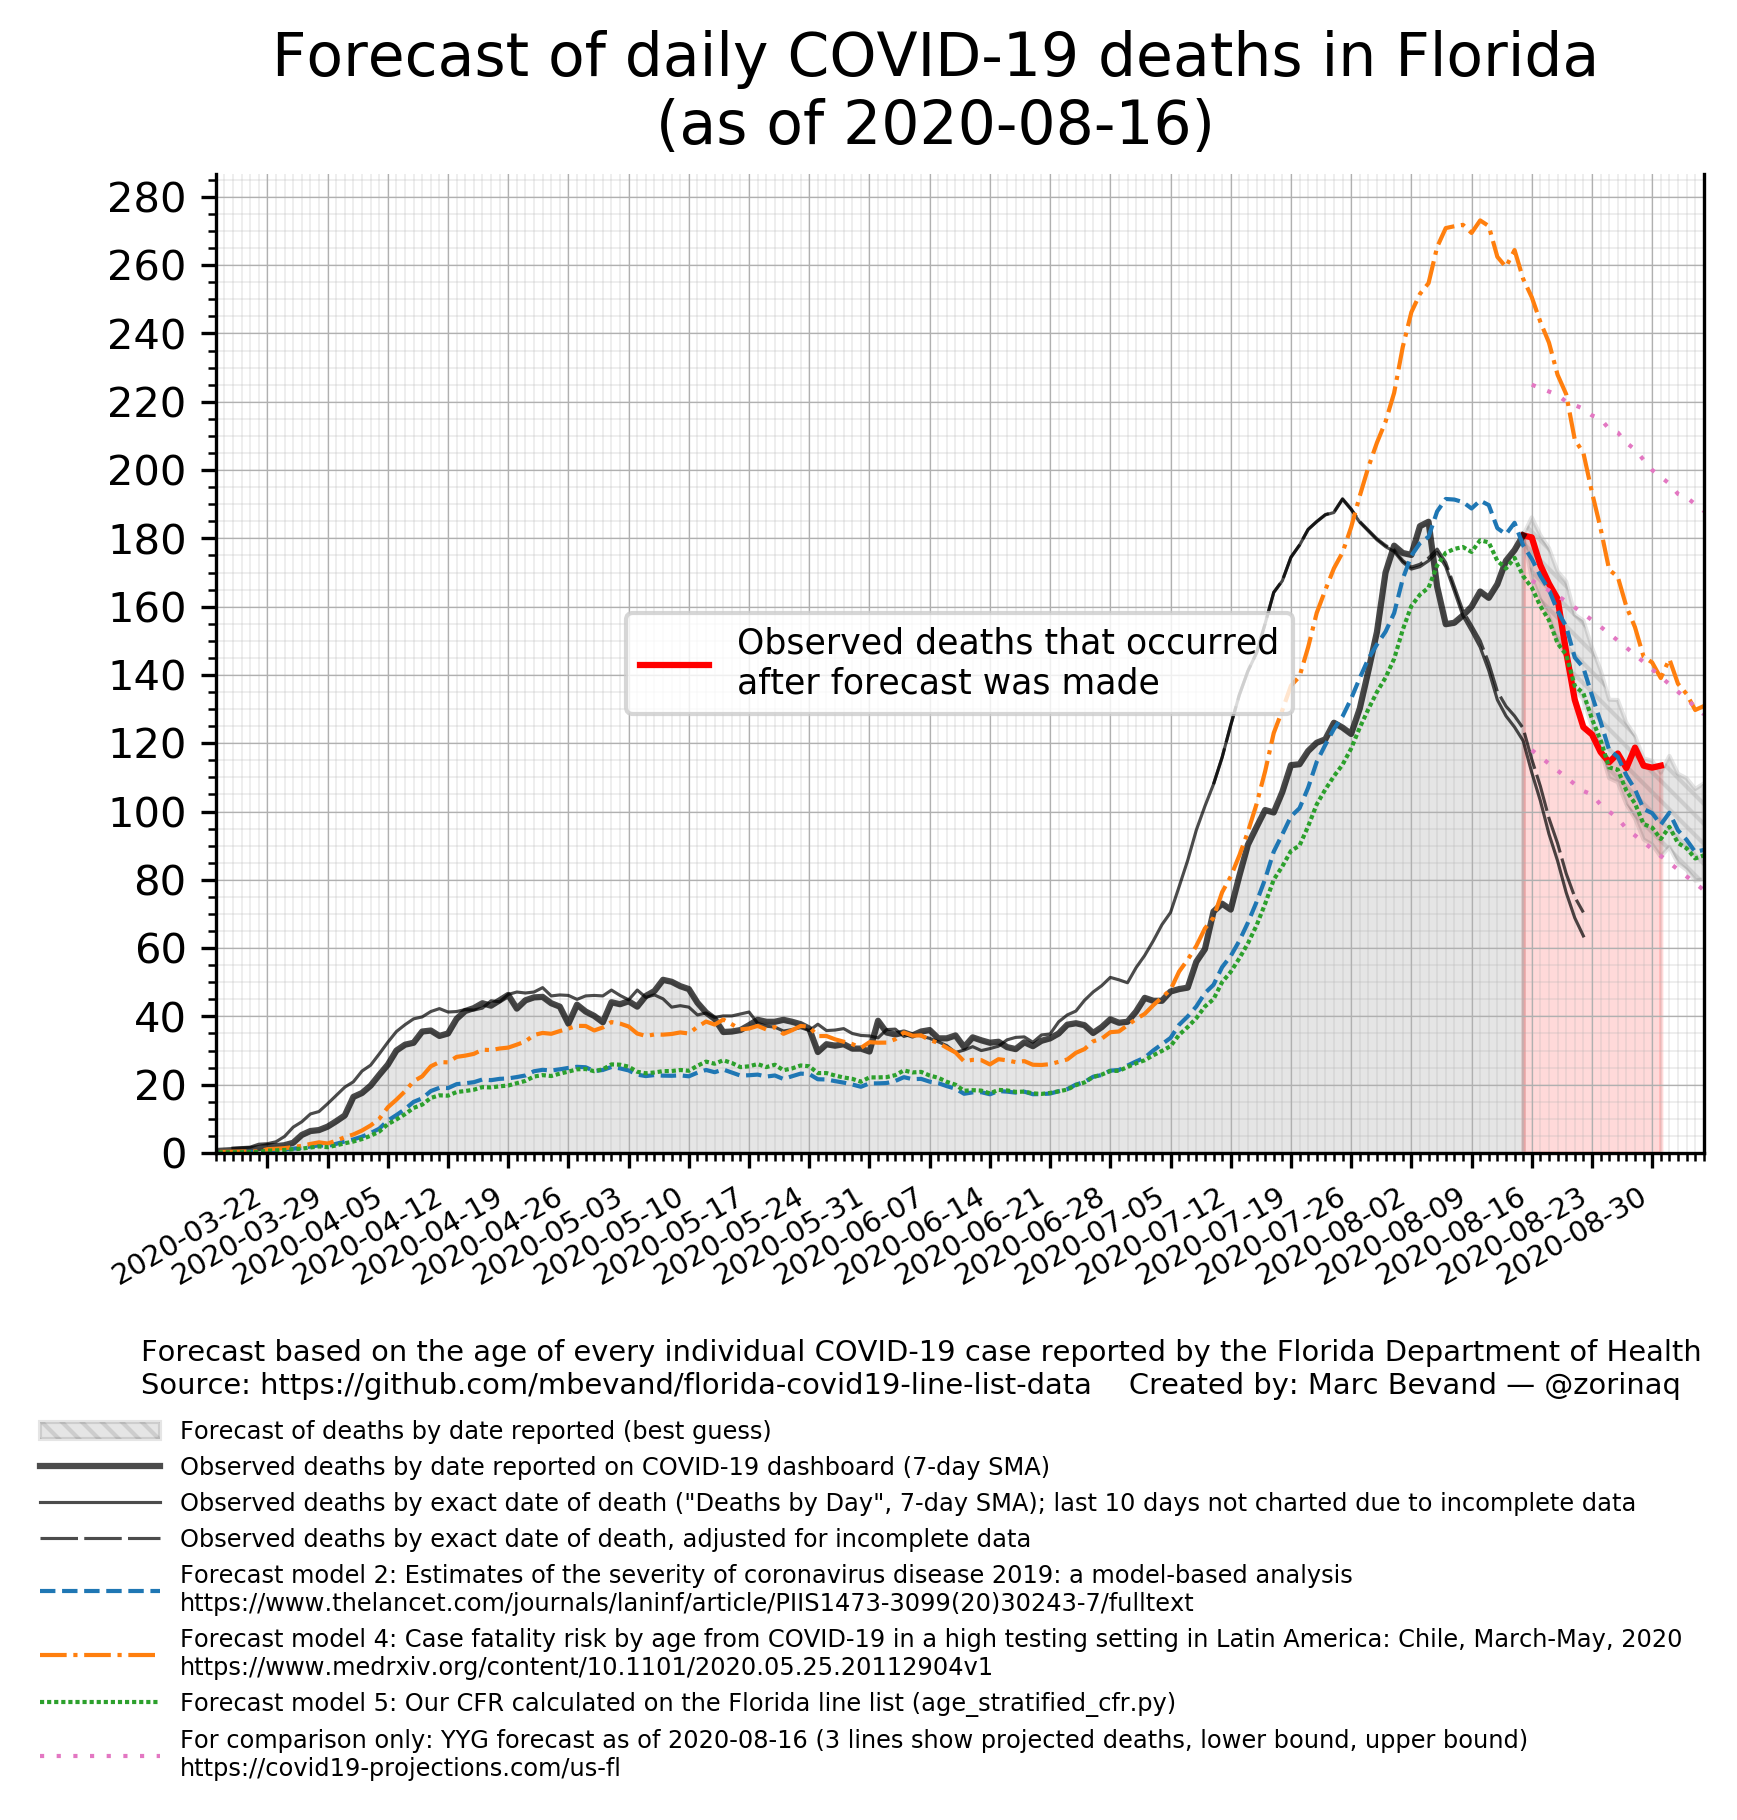 Forecast of daily COVID-19 deaths in Florida
(as of 2020-08-16)
280
260
240
220
200
180
160
140
120
100
80
60
40
20
0
Observed deaths that occurred
after forecast was made
2020-03-22
2020-03-29
2020-04-05
2020-04-12
2020-04-19
2020-04-26
2020-05-03
2020-05-10
2020-05-17
2020-05-24
2020-05-31
2020-06-07
2020-06-14
2020-06-21
2020-06-28
2020-07-05
2020-07-12
2020-07-19
2020-07-26
2020-08-02
2020-08-09
2020-08-16
2020-08-23
2020-08-30
Forecast based on the age of every individual COVID-19 case reported by the Florida Department of Health
Source: https://github.com/mbevand/florida-covid19-line-list-data    Created by: Marc Bevand — @zorinaq
Forecast of deaths by date reported (best guess)
Observed deaths by date reported on COVID-19 dashboard (7-day SMA)
Observed deaths by exact date of death ("Deaths by Day", 7-day SMA); last 10 days not charted due to incomplete data
Observed deaths by exact date of death, adjusted for incomplete data
Forecast model 2: Estimates of the severity of coronavirus disease 2019: a model-based analysis
https://www.thelancet.com/journals/laninf/article/PIIS1473-3099(20)30243-7/fulltext
Forecast model 4: Case fatality risk by age from COVID-19 in a high testing setting in Latin America: Chile, March-May, 2020
https://www.medrxiv.org/content/10.1101/2020.05.25.20112904v1
Forecast model 5: Our CFR calculated on the Florida line list (age_stratified_cfr.py)
For comparison only: YYG forecast as of 2020-08-16 (3 lines show projected deaths, lower bound, upper bound)
https://covid19-projections.com/us-fl